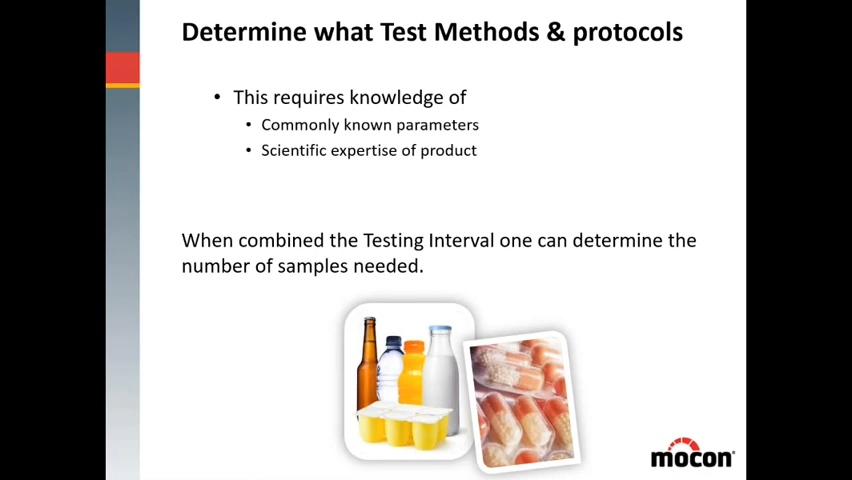 Determine what Test Methods & protocols
• This requires knowledge of
• Commonly known parameters
• Scientific expertise of product
When combined the Testing Interval one can determine the
number of samples needed.
mocon®